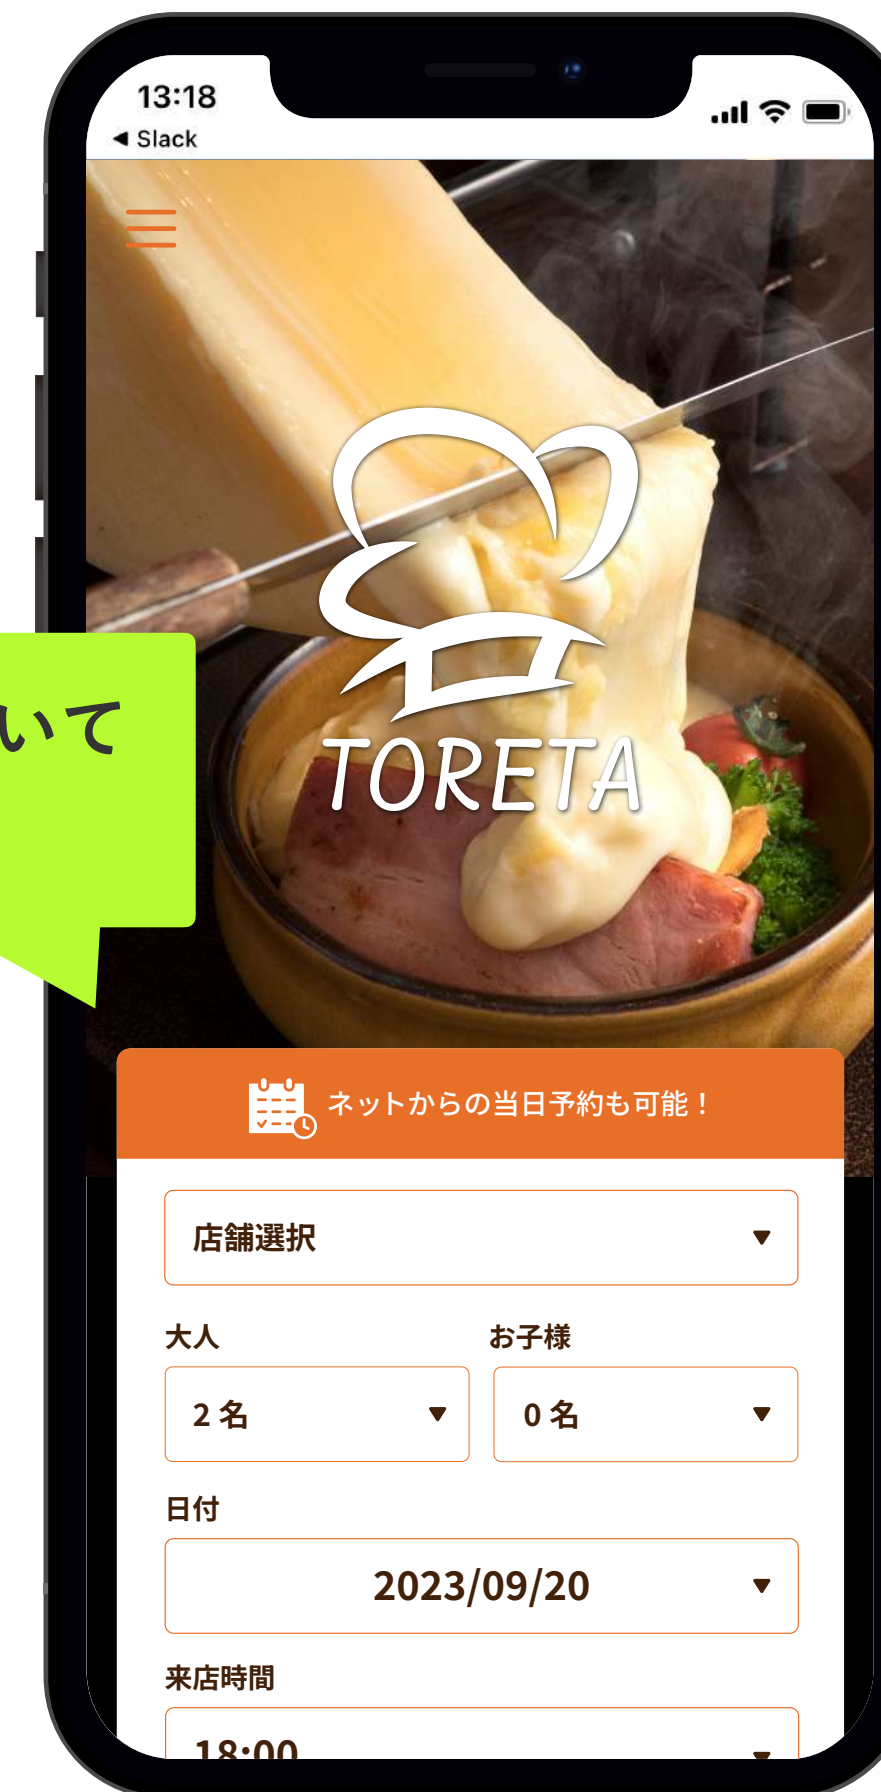 13:18
◀ Slack
いて
TORETA
ネットからの当日予約も可能！
店舗選択
大人
お子様
2 名
0 名
日付
2023/09/20
来店時間
18:00